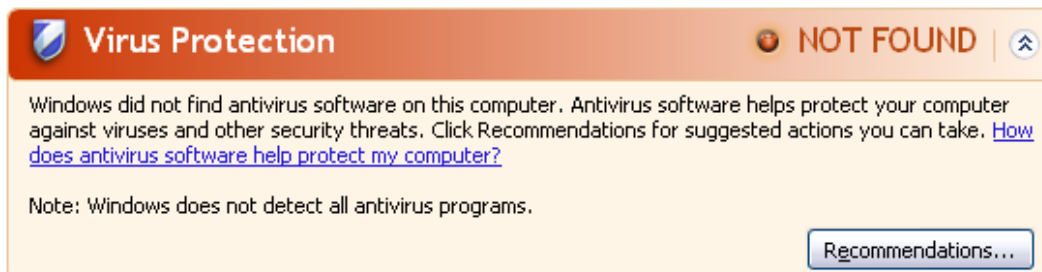 Virus Protection NOT FOUND
Windows did not find antivirus software on this computer. Antivirus software helps protect your computer
against viruses and other security threats. Click Recommendations for suggested actions you can take. How
does antivirus software help protect my computer?
Note: Windows does not detect all antivirus programs.
Recommendations...